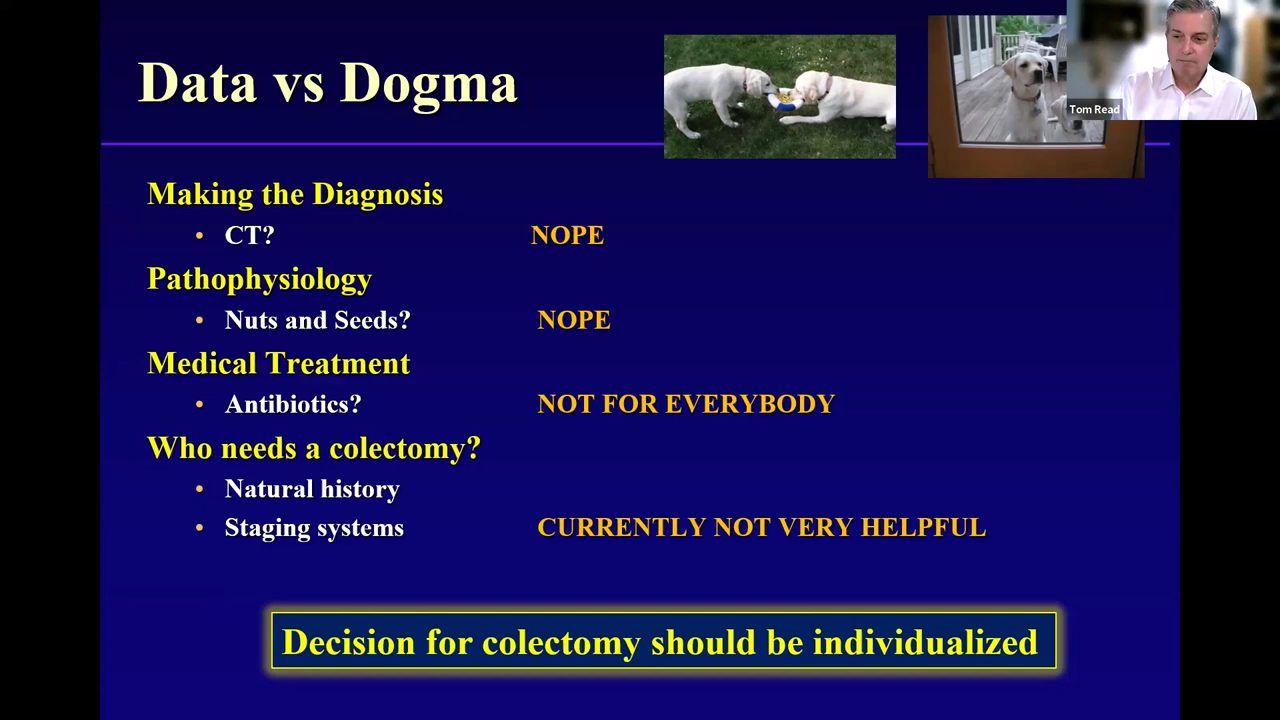 Data vs Dogma
Tom Read
Making the Diagnosis
• CT? NOPE
Pathophysiology
• Nuts and Seeds? NOPE
Medical Treatment
• Antibiotics? NOT FOR EVERYBODY
Who needs a colectomy?
• Natural history
• Staging systems CURRENTLY NOT VERY HELPFUL
Decision for colectomy should be individualized